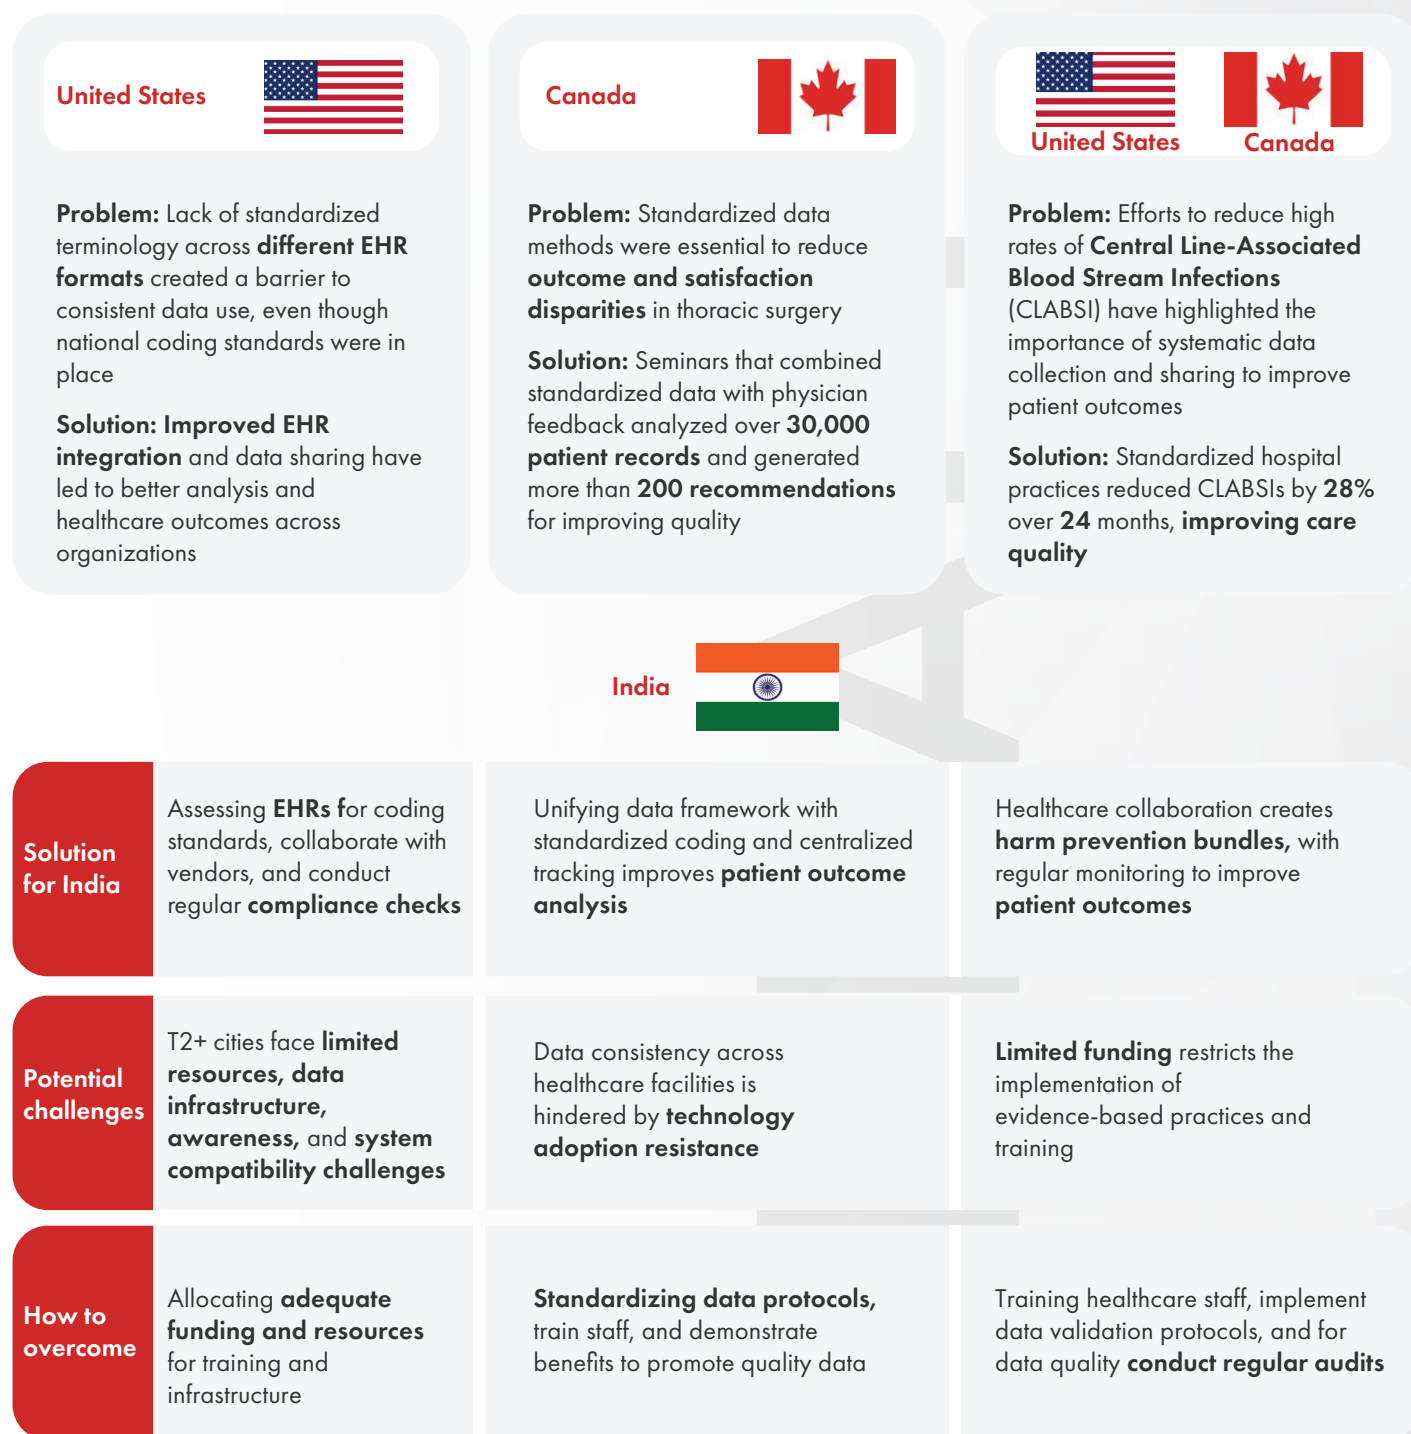 United States
Problem: Lack of standardized
terminology across different EHR
formats created a barrier to
consistent data use, even though
national coding standards were in
place
Solution: Improved EHR
integration and data sharing have
led to better analysis and
healthcare outcomes across
organizations
Canada
Problem: Standardized data
methods were essential to reduce
outcome and satisfaction
disparities in thoracic surgery
Solution: Seminars that combined
standardized data with physician
feedback analyzed over 30,000
patient records and generated
more than 200 recommendations
for improving quality
United States
Canada
Problem: Efforts to reduce high
rates of Central Line-Associated
Blood Stream Infections
(CLABSI) have highlighted the
importance of systematic data
collection and sharing to improve
patient outcomes
Solution: Standardized hospital
practices reduced CLABSIs by 28%
over 24 months, improving care
quality
India
Solution
for India
Assessing EHRs for coding
standards, collaborate with
vendors, and conduct
regular compliance checks
Unifying data framework with
standardized coding and centralized
tracking improves patient outcome
analysis
Healthcare collaboration creates
harm prevention bundles, with
regular monitoring to improve
patient outcomes
Potential
challenges
T2+ cities face limited
resources, data
infrastructure,
awareness, and system
compatibility challenges
Data consistency across
healthcare facilities is
hindered by technology
adoption resistance
Limited funding restricts the
implementation of
evidence-based practices and
training
How to
overcome
Allocating adequate
funding and resources
for training and
infrastructure
Standardizing data protocols,
train staff, and demonstrate
benefits to promote quality data
Training healthcare staff, implement
data validation protocols, and for
data quality conduct regular audits